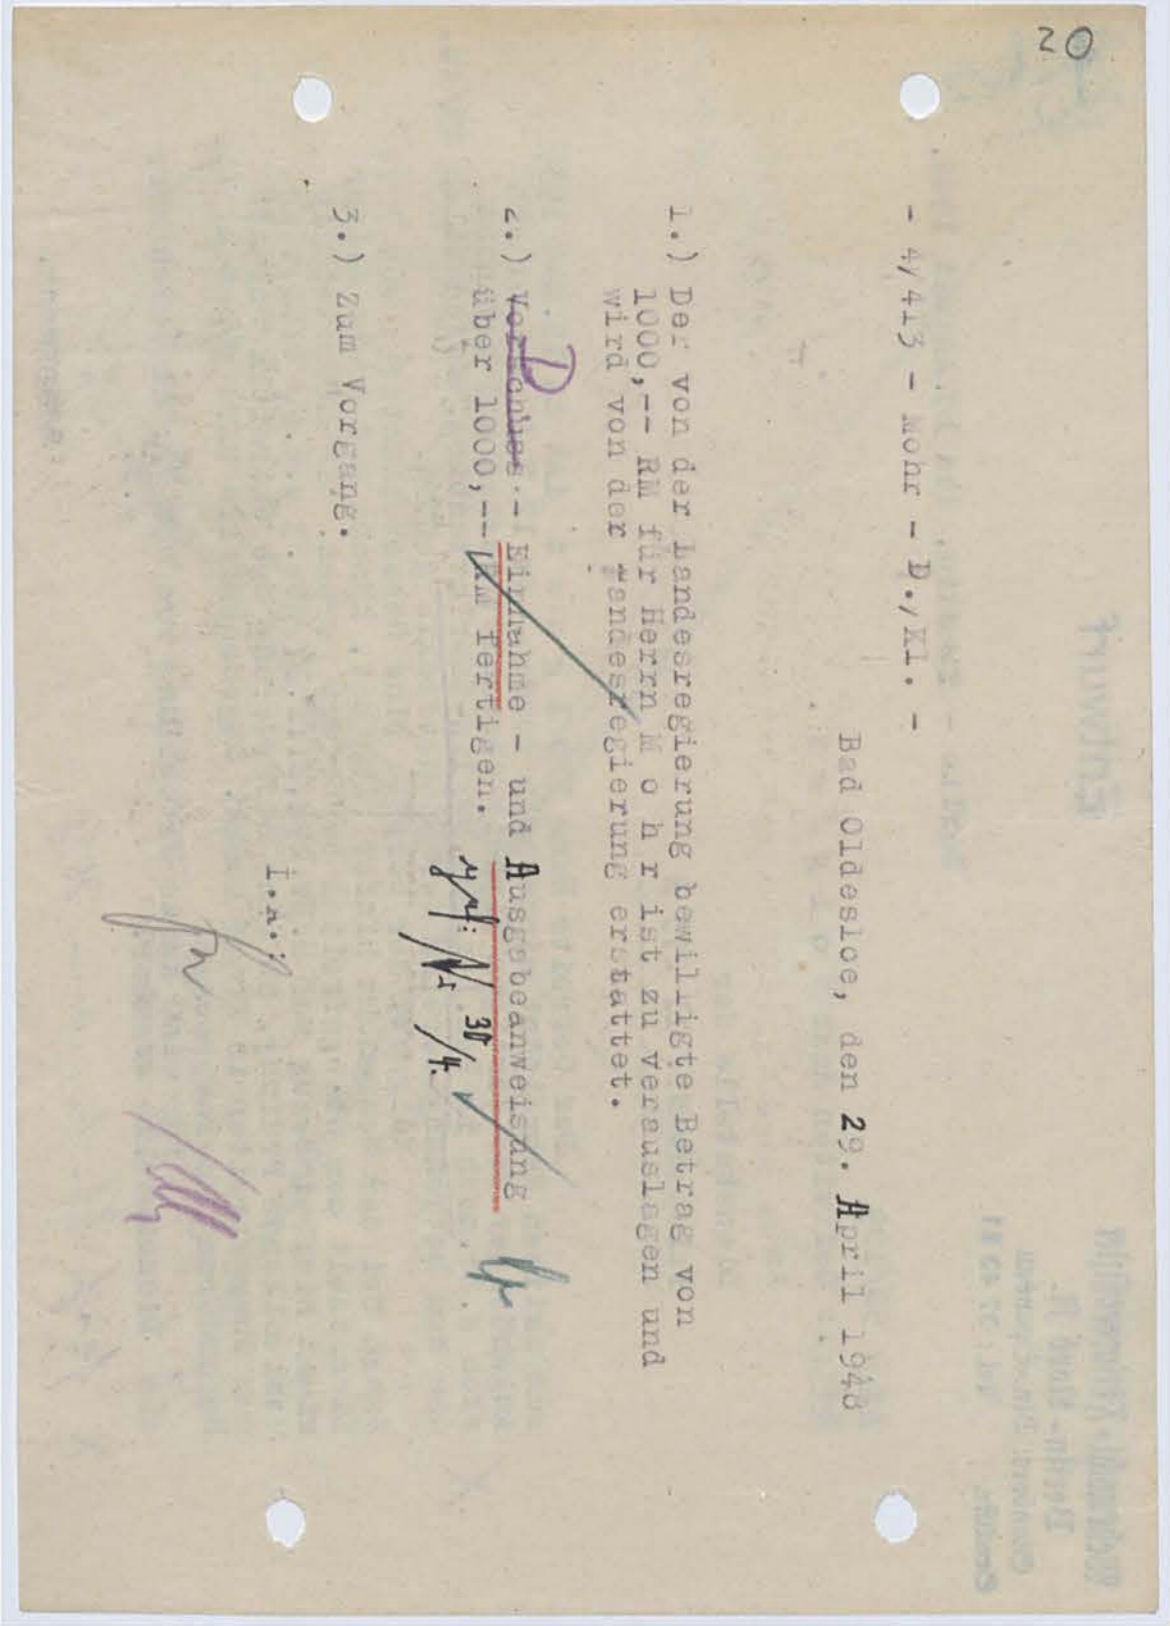 20
- 4/413 - Mohr - D./Kl. -
Bad Oldesloe, den 29. April 1948
1.) Der von der Landesregierung bewilligte Betrag von
1000,-- RM für Herrn M o h r ist zu verauslagen und
wird von der Landesregierung erstattet.
2.) Vorschuss - Einnahme - und Ausgabeanweisung
über 1000,-- RM fertigen.
30/4.
3.) Zum Vorgang.
I.A.: